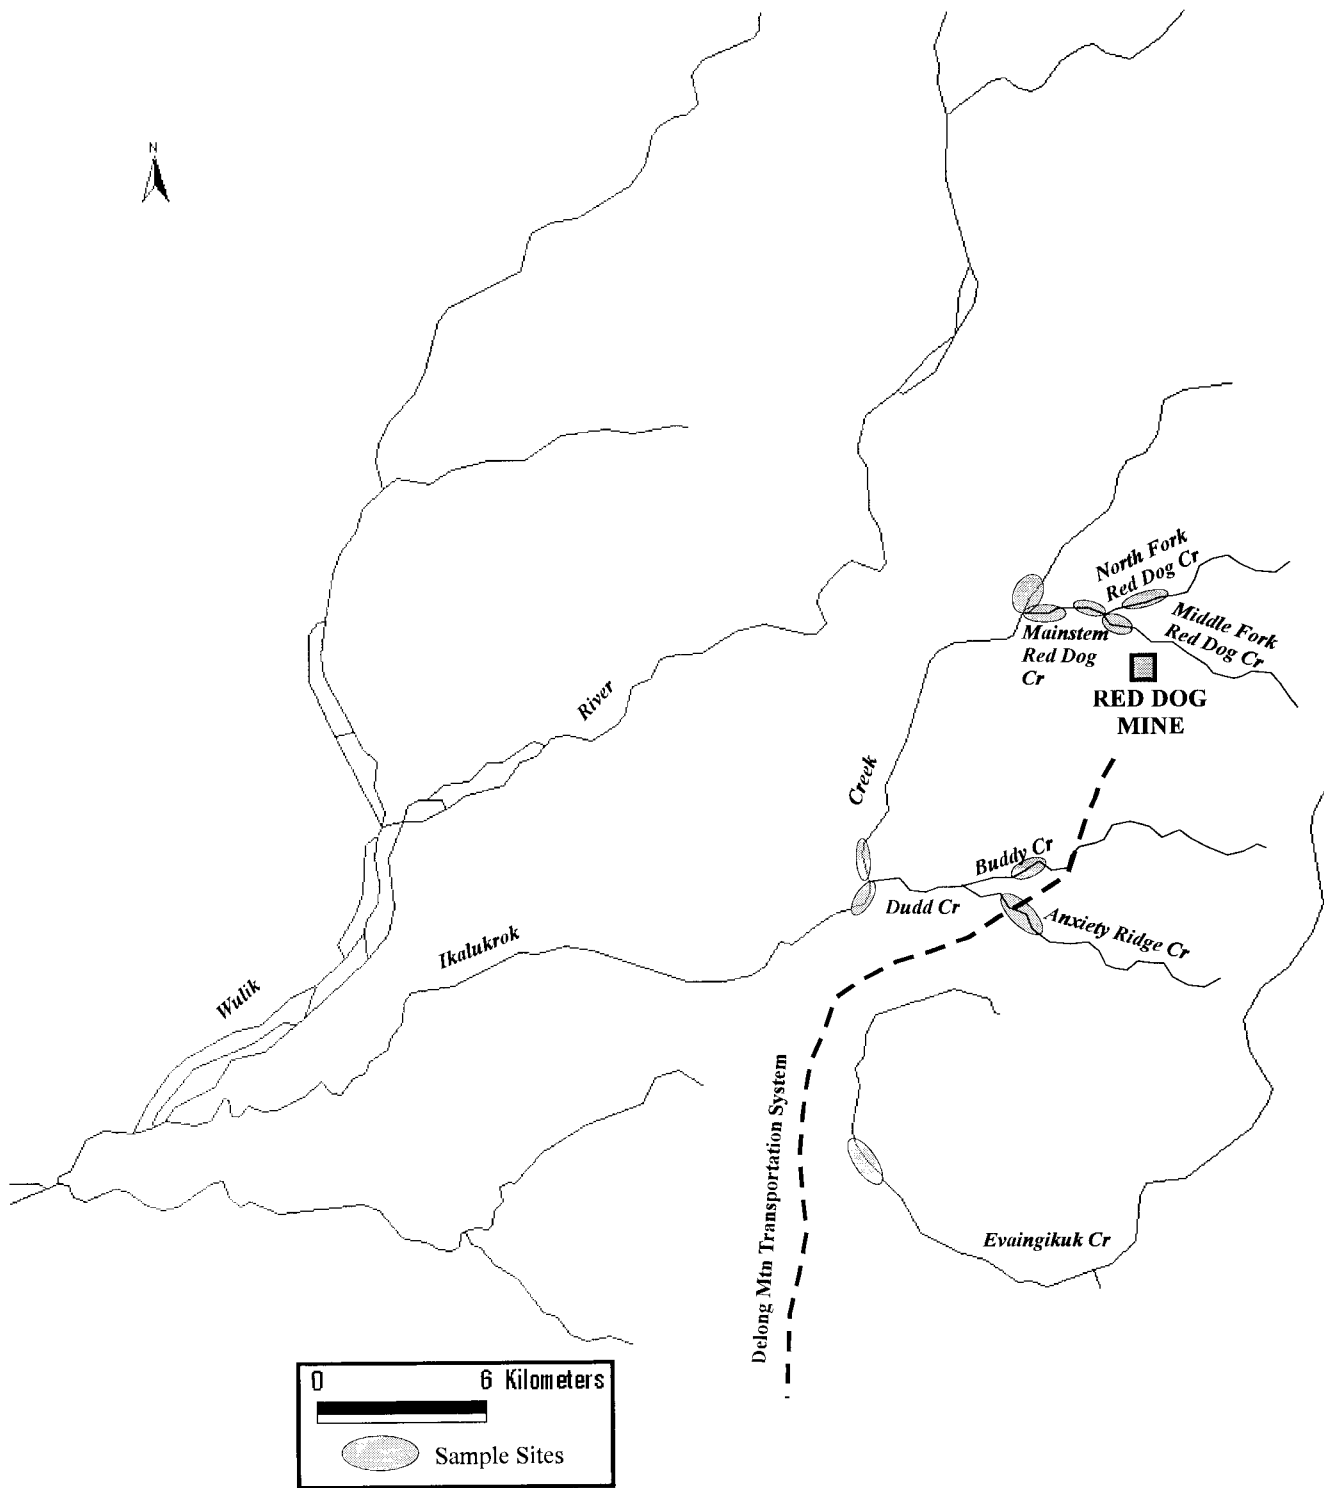 N
North Fork
Red Dog Cr
Middle Fork
Red Dog Cr
Mainstem
Red Dog
Cr
RED DOG
MINE
River
Creek
Buddy Cr
Dudd Cr
Anxiety Ridge Cr
Ikalukrok
Wulik
Delong Mtn Transportation System
Evaingikuk Cr
0 6 Kilometers
Sample Sites